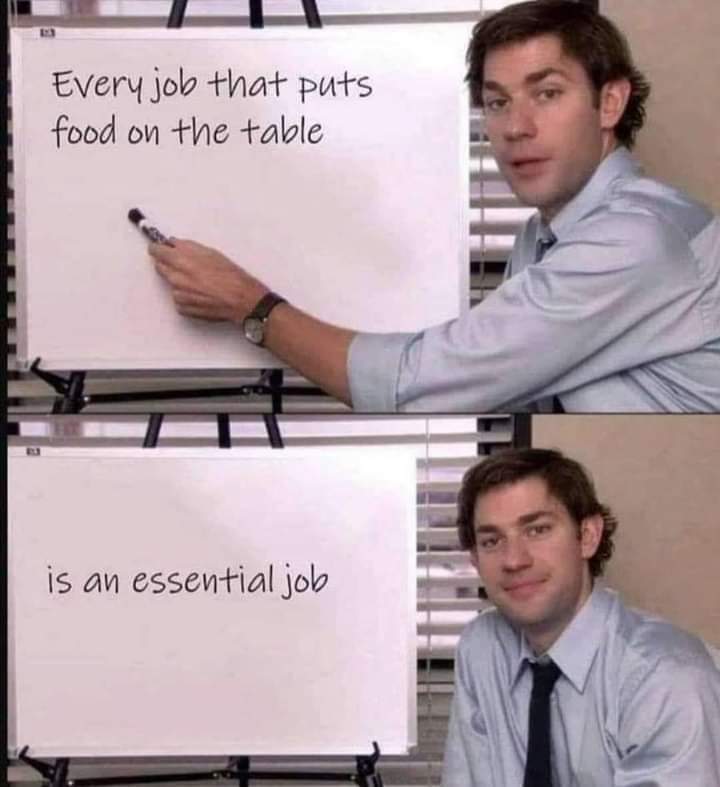 Every job that puts
food on the table
is an essential job